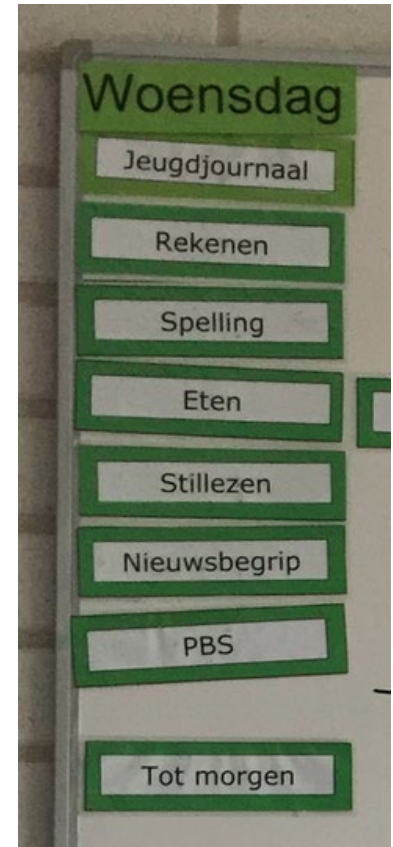 Woensdag
Jeugdjournaal
Rekenen
Spelling
Eten
Stillezen
Nieuwsbegrip
PBS
Tot morgen